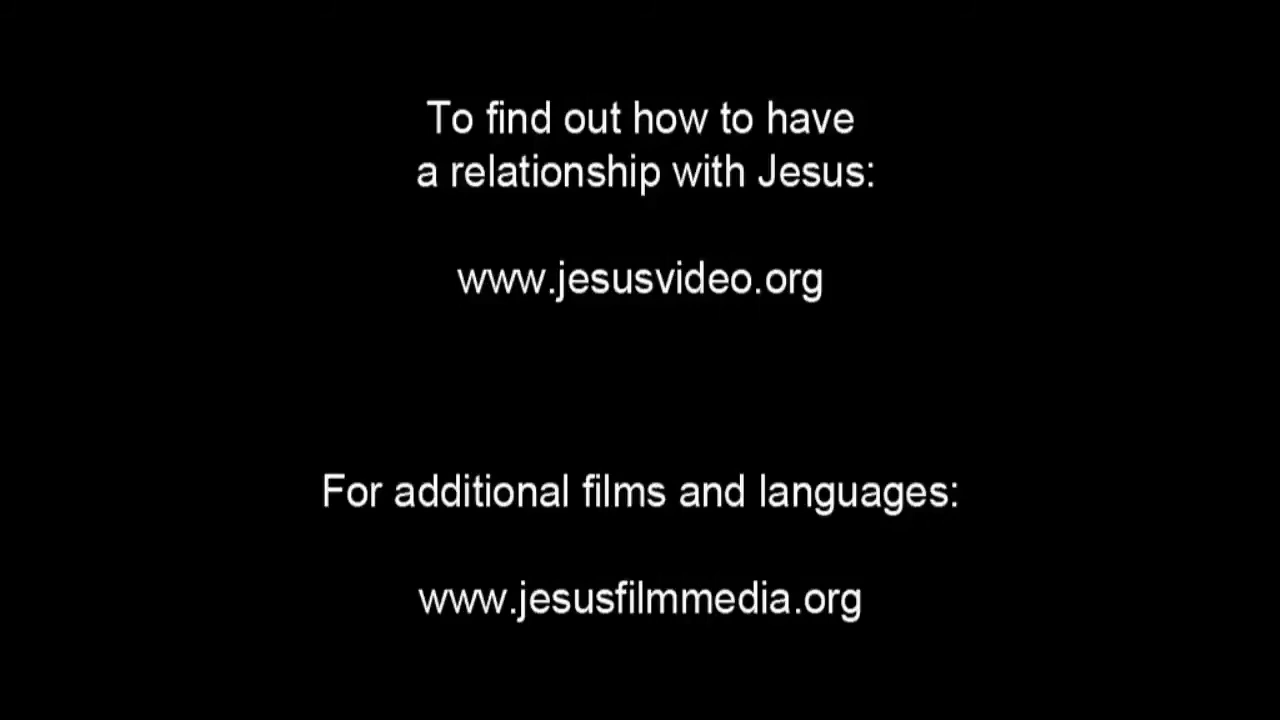 To find out how to have
a relationship with Jesus:
www.jesusvideo.org
For additional films and languages:
www.jesusfilmmedia.org